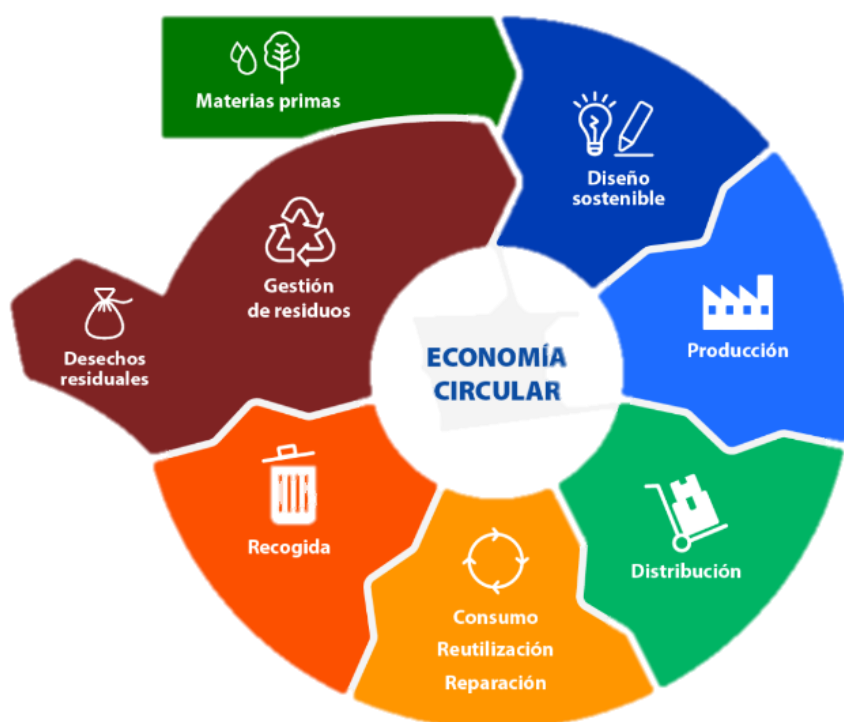 Materias primas
Diseño
sostenible
Producción
Distribución
Consumo
Reutilización
Reparación
Recogida
Gestión
de residuos
Desechos
residuales
ECONOMÍA
CIRCULAR